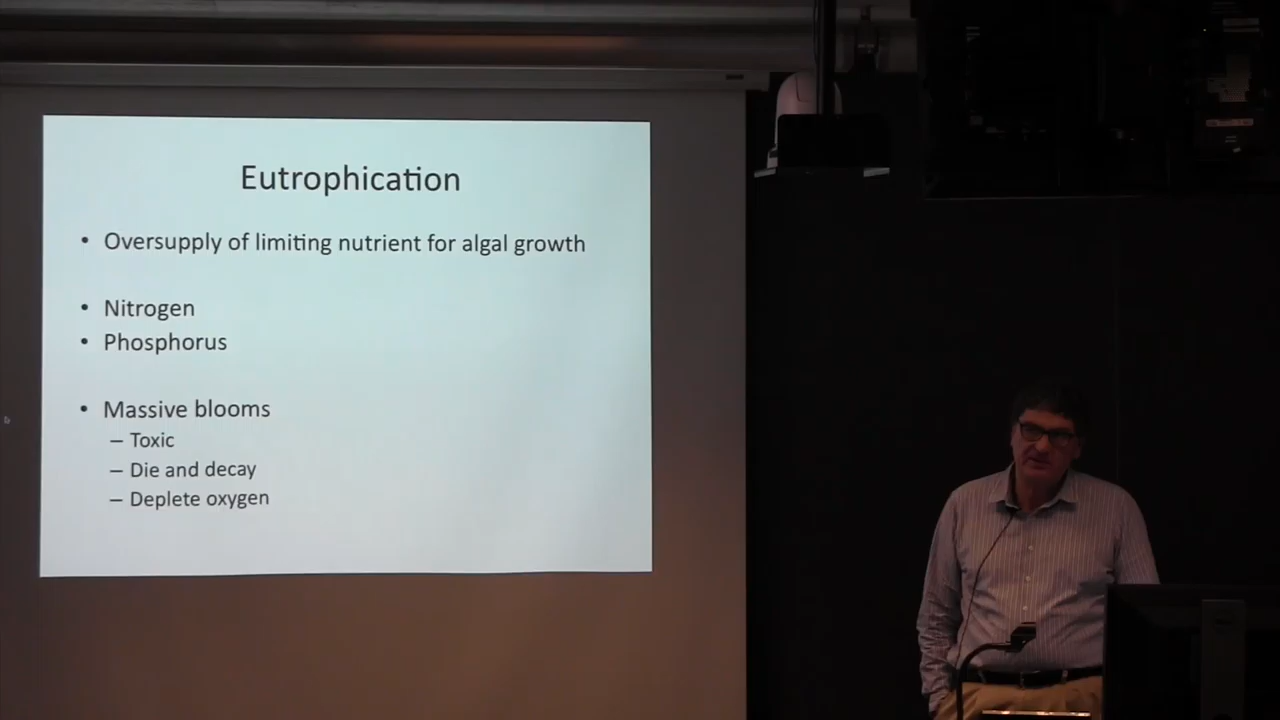 Eutrophication
• Oversupply of limiting nutrient for algal growth
• Nitrogen
• Phosphorus
• Massive blooms
– Toxic
– Die and decay
– Deplete oxygen